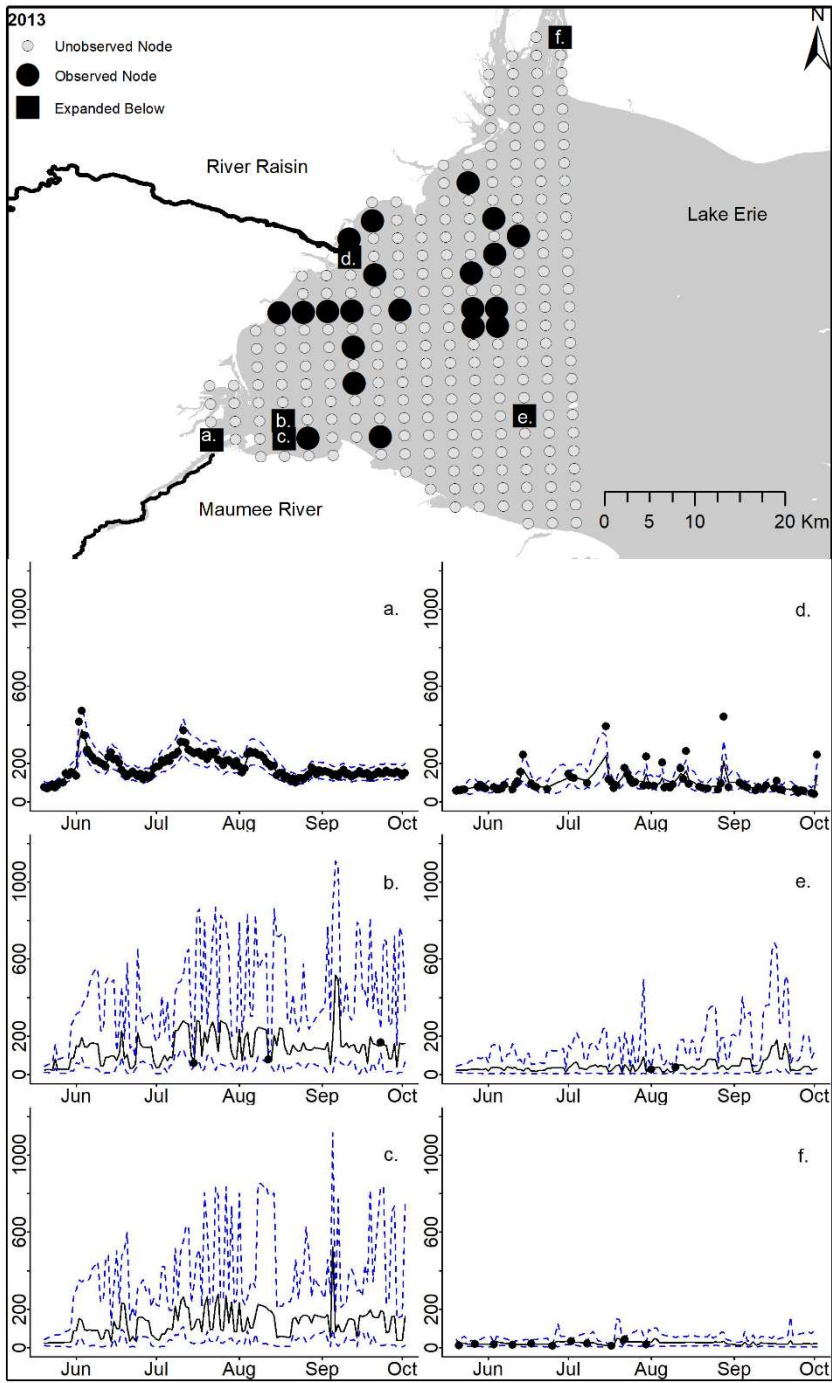 2013
N
Unobserved Node
Observed Node
Expanded Below
f.
River Raisin
Lake Erie
d.
b.
e.
a.
c.
Maumee River
0 5 10 20 Km
a.
0 200 600 1000
Jun Jul Aug Sep Oct
d.
0 200 600 1000
Jun Jul Aug Sep Oct
b.
0 200 600 1000
Jun Jul Aug Sep Oct
e.
0 200 600 1000
Jun Jul Aug Sep Oct
c.
0 200 600 1000
Jun Jul Aug Sep Oct
f.
0 200 600 1000
Jun Jul Aug Sep Oct